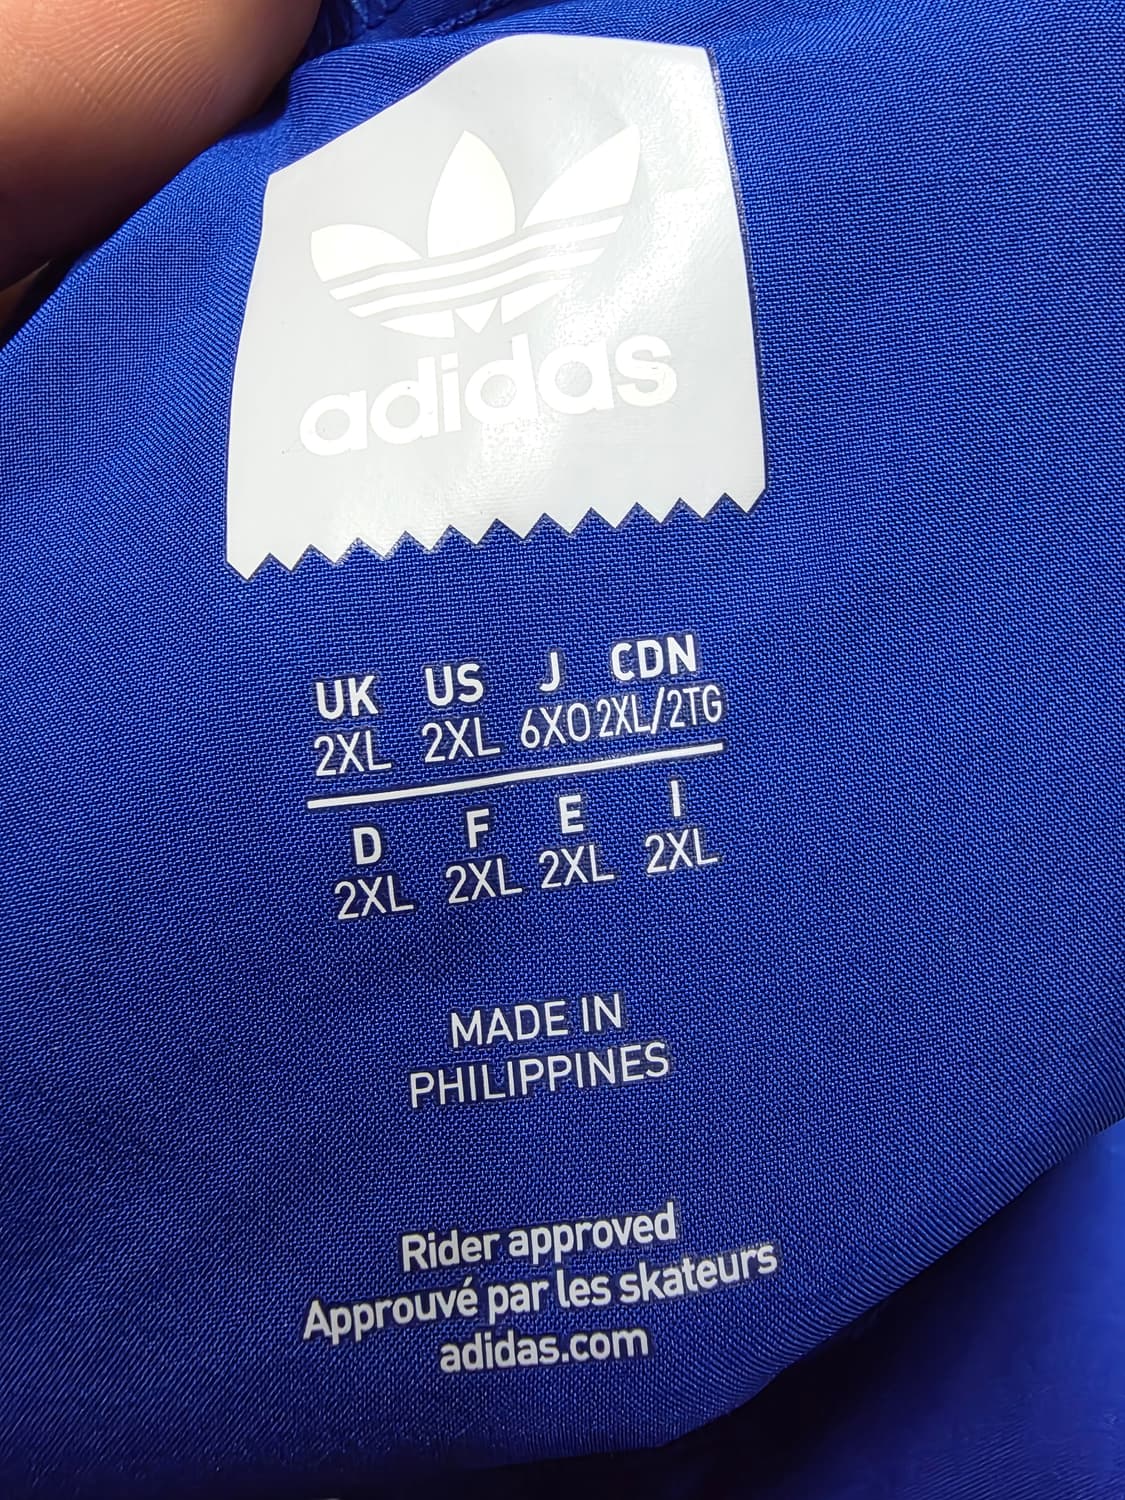 adidas
UK US J CDN
2XL 2XL 6XO 2XL/2TG
D F E I
2XL 2XL 2XL 2XL
MADE IN
PHILIPPINES
Rider approved
Approuvé par les skateurs
adidas.com